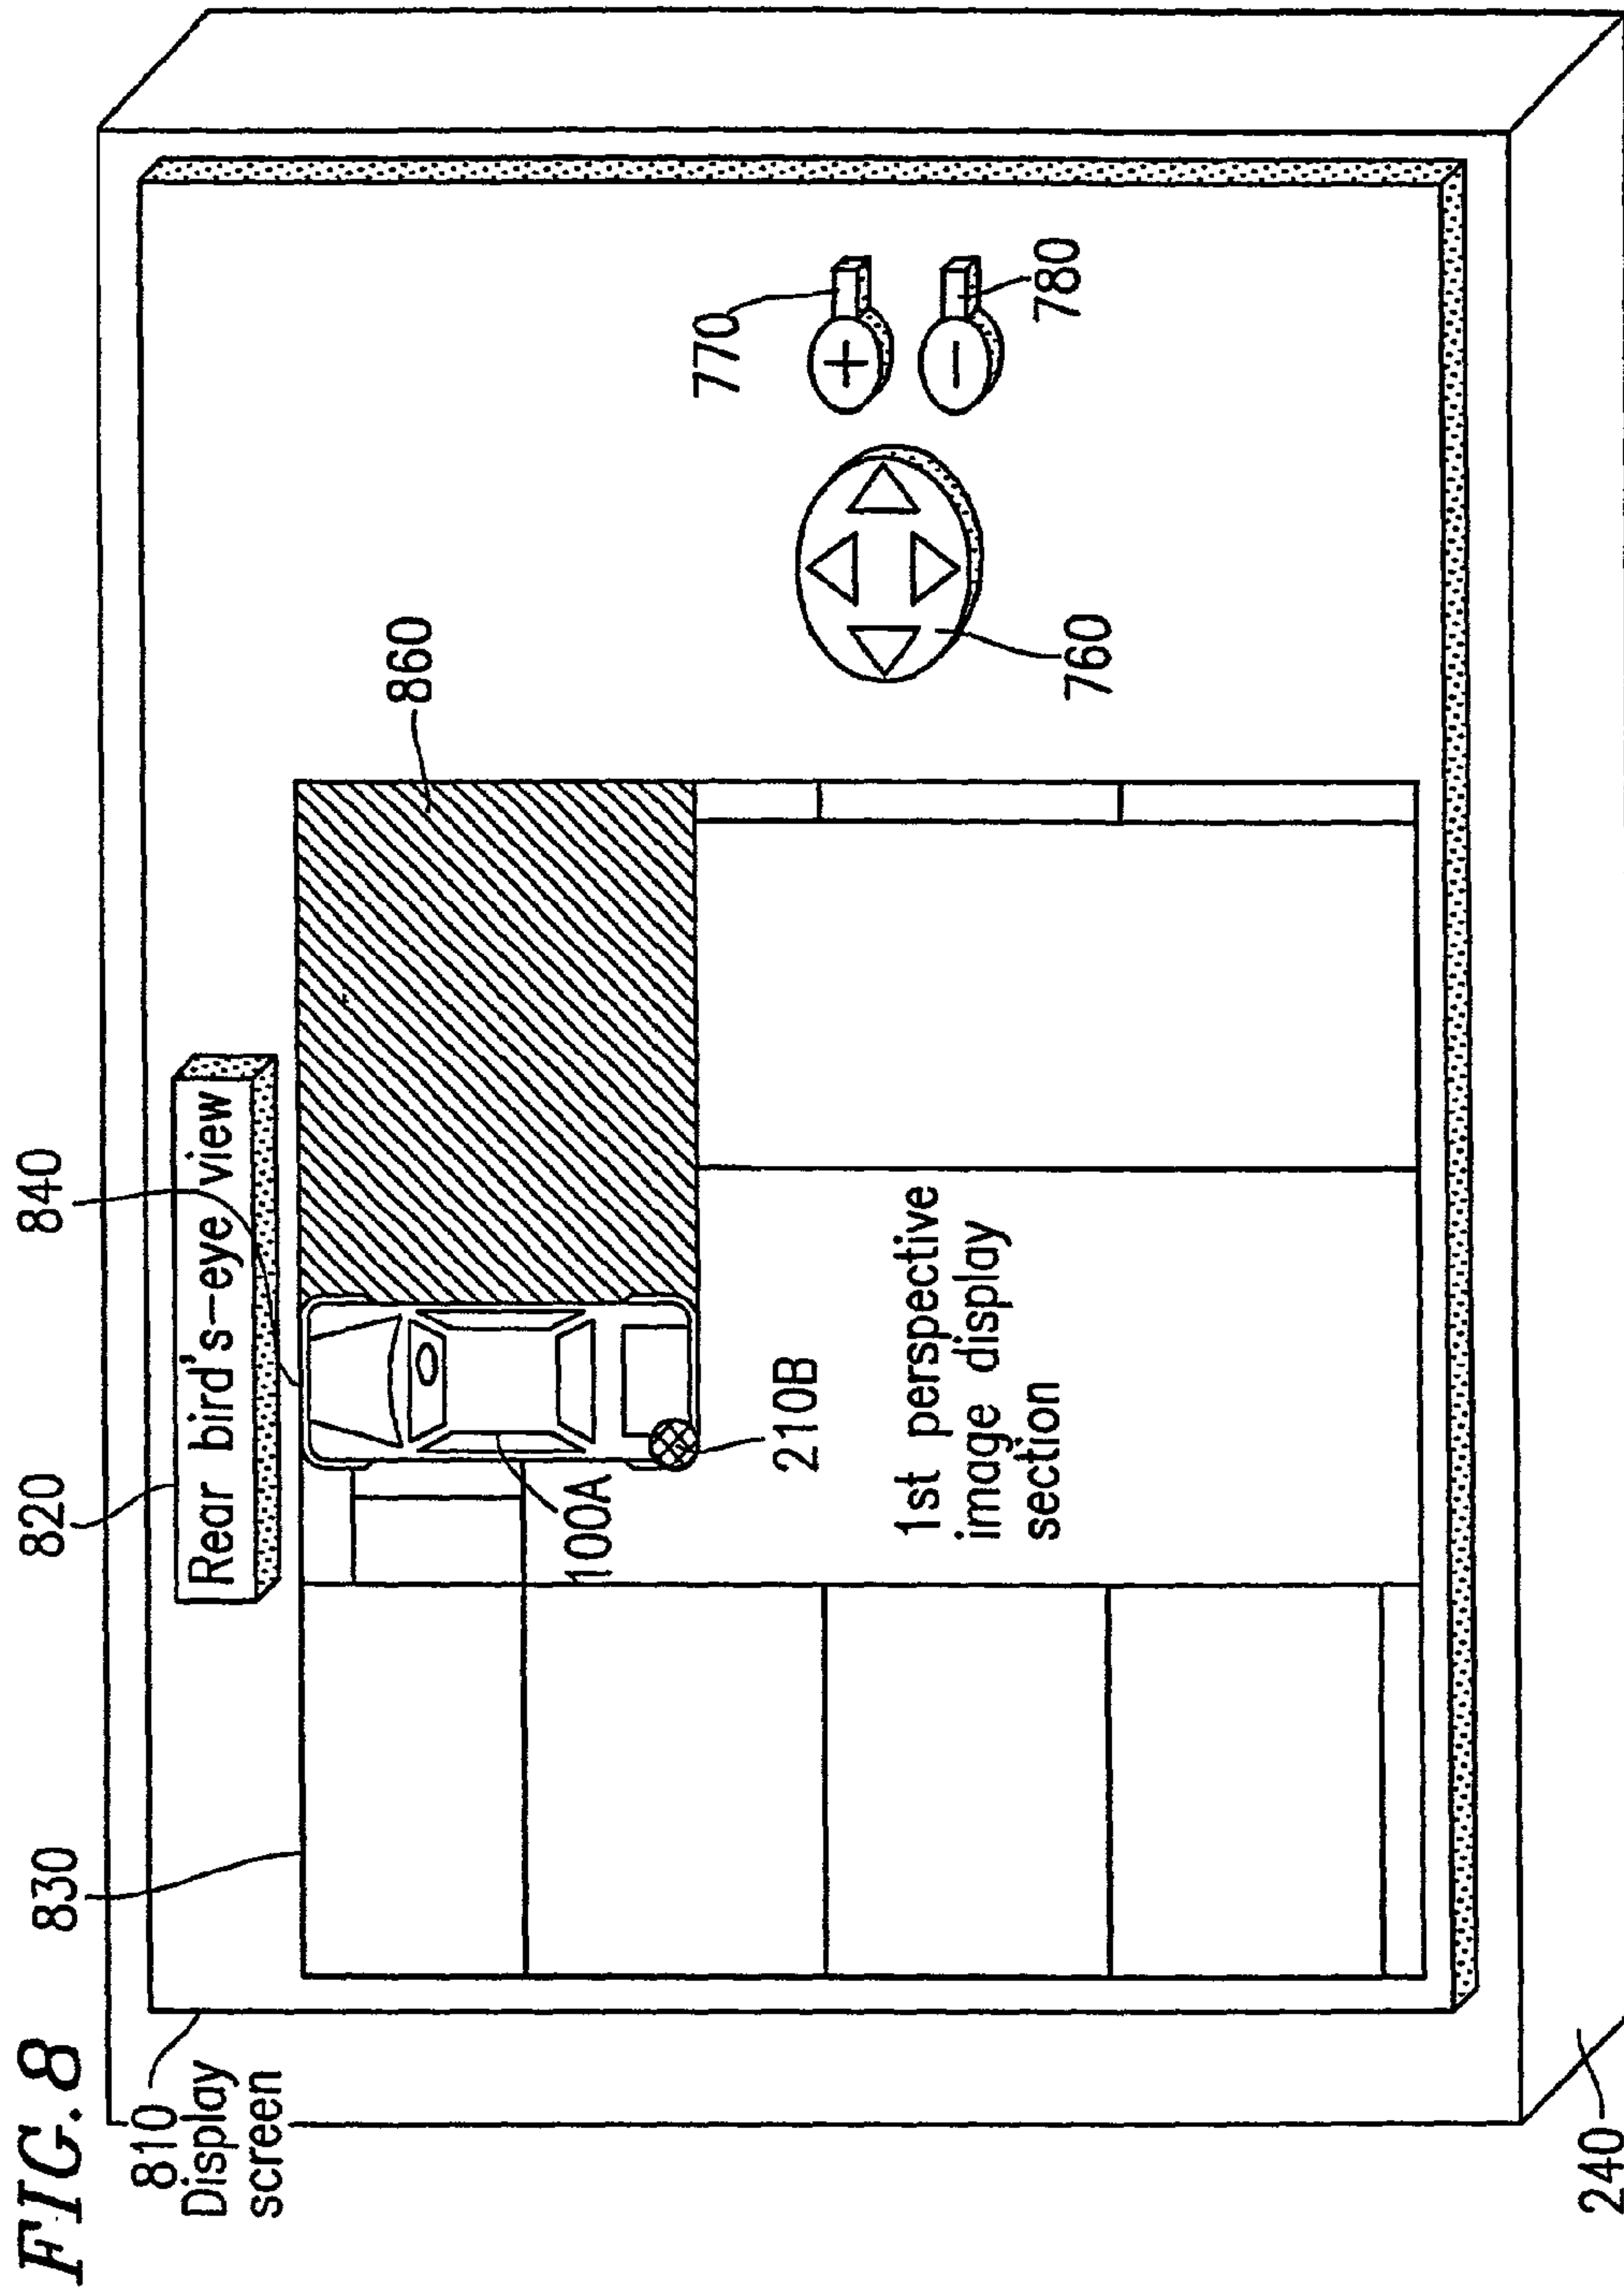 FIG. 8
810
Display
screen
830
820
840
Rear bird's-eye view
860
770
780
760
100A
210B
1st perspective
image display
section
+
−
240